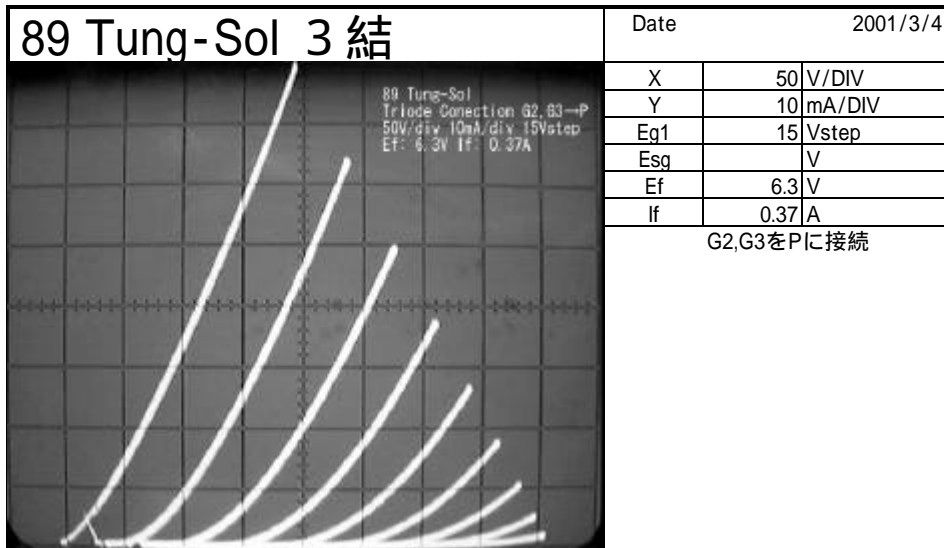 89 Tung-Sol 3結
Date 2001/3/4
X 50 V/DIV
Y 10 mA/DIV
Eg1 15 Vstep
Esg V
Ef 6.3 V
If 0.37 A
G2,G3をPに接続
89 Tung-Sol
Triode Conection G2,G3→P
50V/div 10mA/div 15Vstep
Ef: 6.3V If: 0.37A